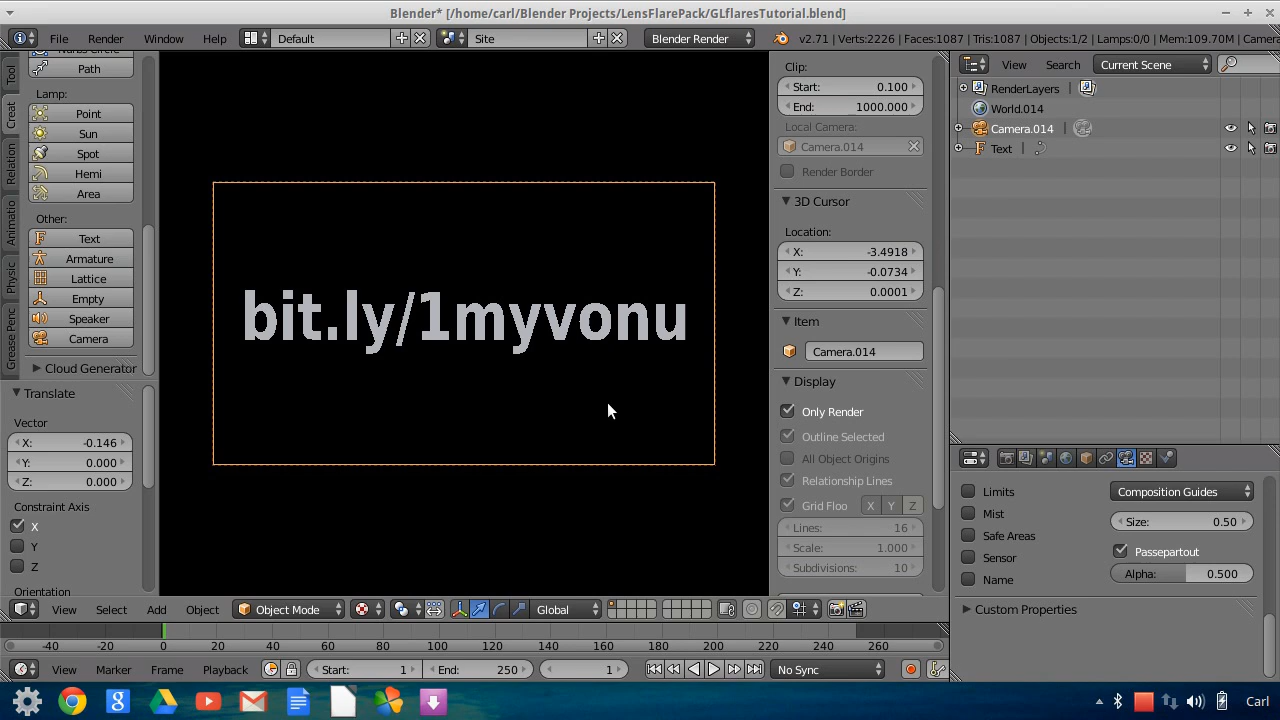 Blender* [/home/carl/Blender Projects/LensFlarePack/GLflaresTutorial.blend]
File Render Window Help Default Site Blender Render v2.71 | Verts:2226 | Faces:1087 | Tris:1087 | Objects:1/2 | Lamps:0/0 | Mem:109.70M | Camera
Tool
Creat
Relation
Animatio
Physic
Grease Penc
Path
Lamp:
Point
Sun
Spot
Hemi
Area
Other:
Text
Armature
Lattice
Empty
Speaker
Camera
Cloud Generator
Translate
Vector
X: -0.146
Y: 0.000
Z: 0.000
Constraint Axis
X
Y
Z
Orientation
bit.ly/1myvonu
Clip:
Start: 0.100
End: 1000.000
Local Camera:
Camera.014
Render Border
3D Cursor
Location:
X: -3.4918
Y: -0.0734
Z: 0.0001
Item
Camera.014
Display
Only Render
Outline Selected
All Object Origins
Relationship Lines
Grid Floo X Y Z
Lines: 16
Scale: 1.000
Subdivisions: 10
View Search Current Scene
RenderLayers |
World.014
Camera.014 |
Text |
Limits
Mist
Safe Areas
Sensor
Name
Composition Guides
Size: 0.50
Passepartout
Alpha: 0.500
Custom Properties
View Select Add Object Object Mode Global
-40 -20 0 20 40 60 80 100 120 140 160 180 200 220 240 260
View Marker Frame Playback Start: 1 End: 250 1 No Sync
Carl